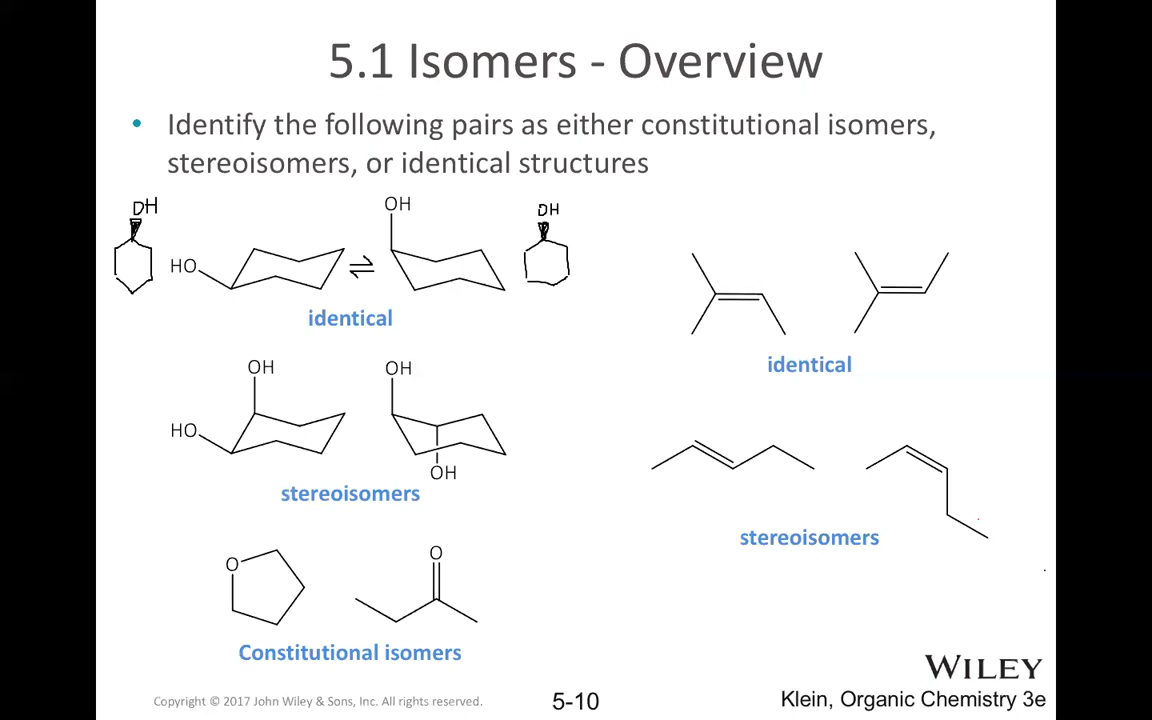 5.1 Isomers - Overview
• Identify the following pairs as either constitutional isomers,
stereoisomers, or identical structures
OH
HO
OH
OH
identical
identical
OH
HO
OH
OH
stereoisomers
stereoisomers
O
O
Constitutional isomers
WILEY
Copyright © 2017 John Wiley & Sons, Inc. All rights reserved.
5-10
Klein, Organic Chemistry 3e